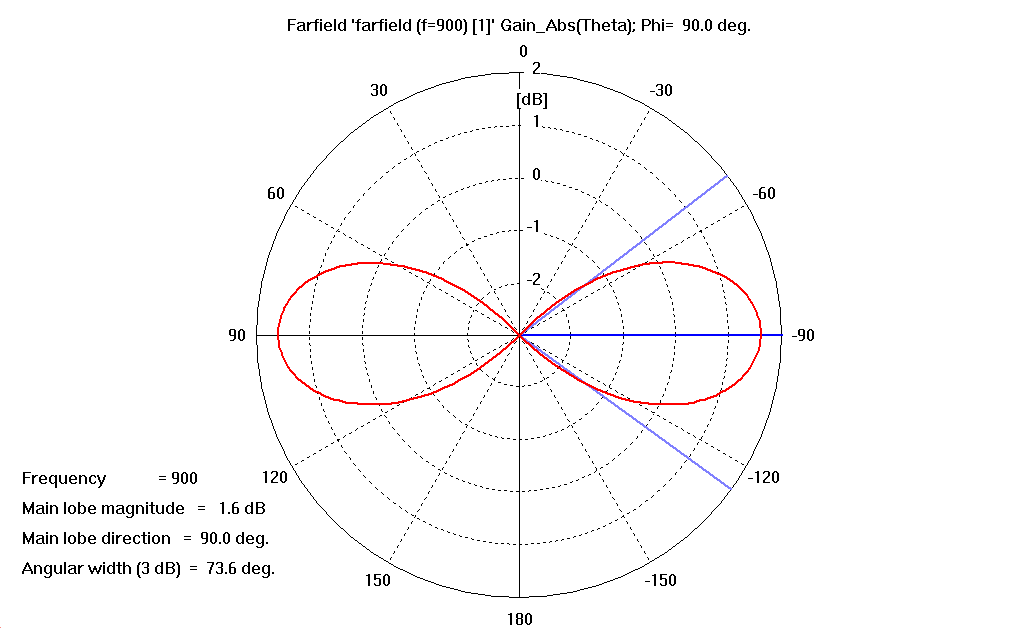 Farfield 'farfield (f=900) [1]' Gain_Abs(Theta); Phi= 90.0 deg.
0
2
[dB]
30
-30
1
0
60
-60
-1
-2
90
-90
120
-120
Frequency = 900
Main lobe magnitude = 1.6 dB
Main lobe direction = 90.0 deg.
Angular width (3 dB) = 73.6 deg.
150
-150
180